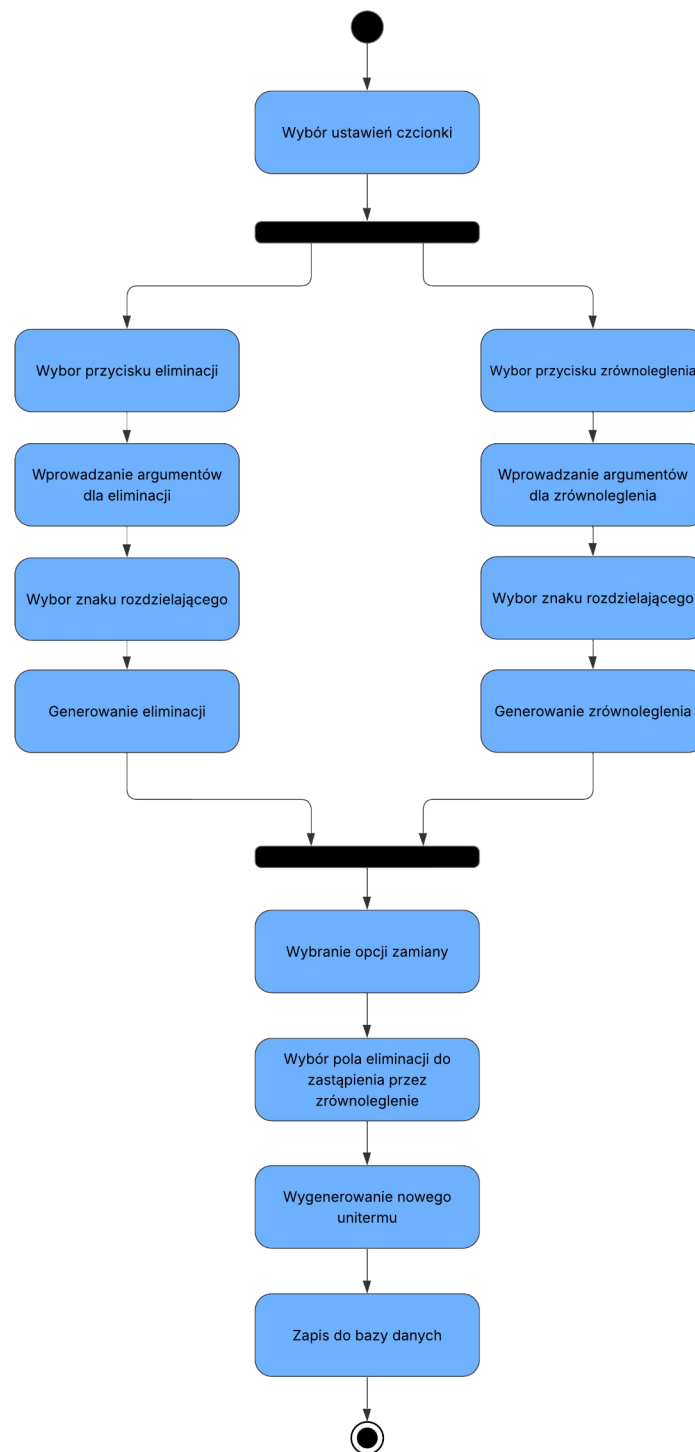 Wybór ustawień czcionki
Wybor przycisku eliminacji
Wprowadzanie argumentów
dla eliminacji
Wybor znaku rozdzielającego
Generowanie eliminacji
Wybor przycisku zrównoleglenia
Wprowadzanie argumentów
dla zrównoleglenia
Wybor znaku rozdzielającego
Generowanie zrównoleglenia
Wybranie opcji zamiany
Wybór pola eliminacji do
zastąpienia przez
zrównoleglenie
Wygenerowanie nowego
unitermu
Zapis do bazy danych